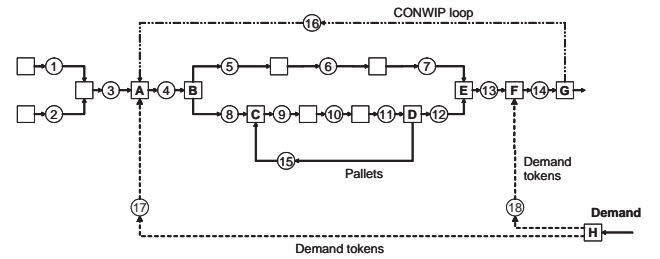 16
CONWIP loop
1
5
6
7
3
A
4
B
E
13
F
14
G
2
8
C
9
10
11
D
12
15
Pallets
Demand
tokens
17
18
Demand
H
Demand tokens